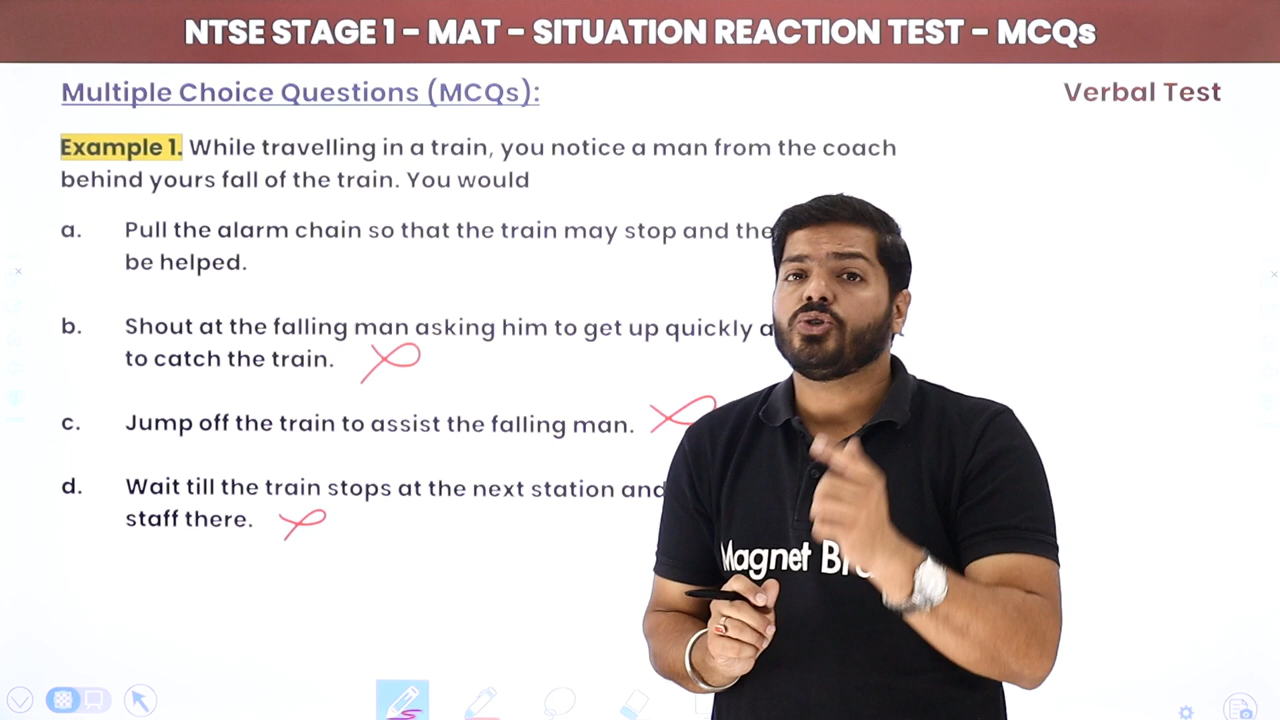 NTSE STAGE 1 – MAT – SITUATION REACTION TEST – MCQs
Multiple Choice Questions (MCQs):
Verbal Test
Example 1. While travelling in a train, you notice a man from the coach
behind yours fall of the train. You would
a. Pull the alarm chain so that the train may stop and the
be helped.
b. Shout at the falling man asking him to get up quickly
to catch the train.
c. Jump off the train to assist the falling man.
d. Wait till the train stops at the next station and
staff there.
Magnet